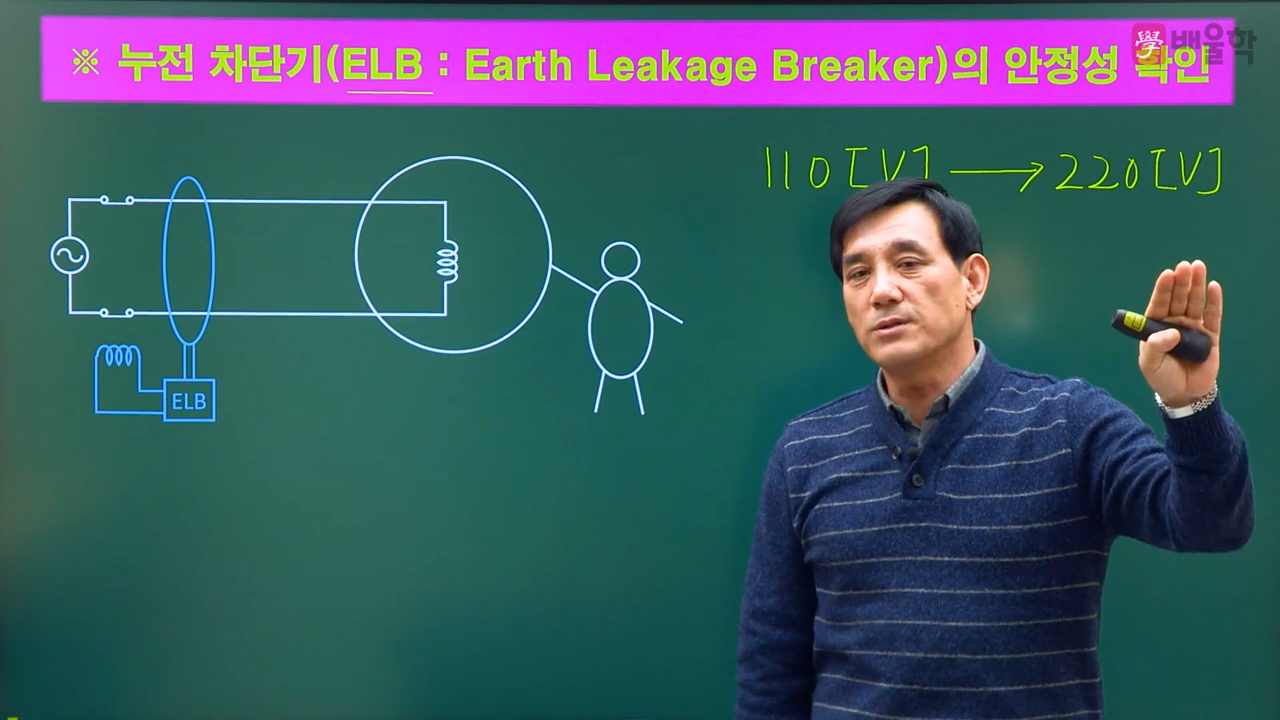 ※ 누전 차단기(ELB : Earth Leakage Breaker)의 안정성 확인
學 배울학
110[V] → 220[V]
ELB